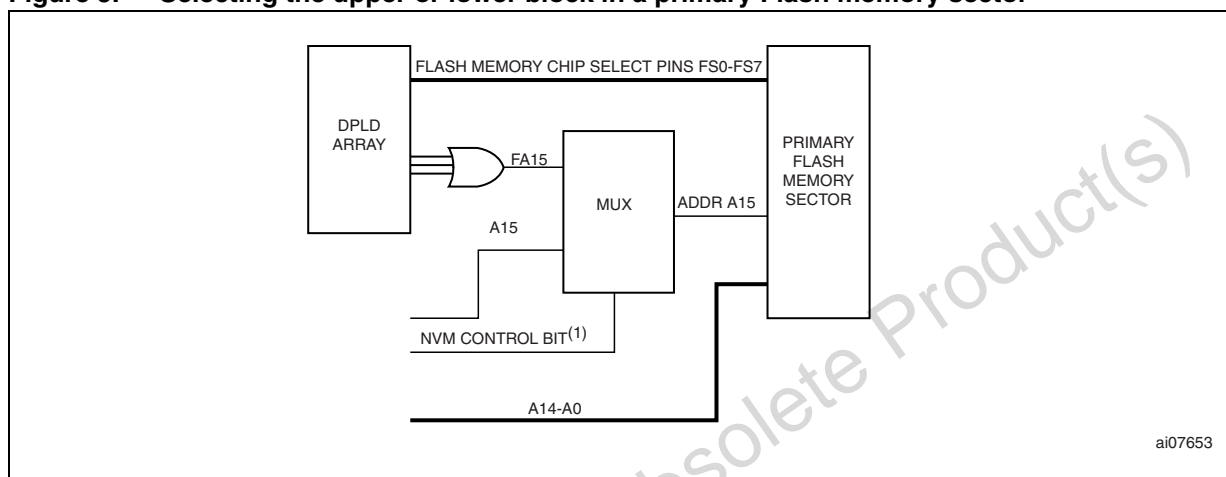 Figure 5. Selecting the upper or lower block in a primary Flash memory sector
FLASH MEMORY CHIP SELECT PINS FS0-FS7
DPLD
ARRAY
FA15
MUX
ADDR A15
PRIMARY
FLASH
MEMORY
SECTOR
A15
NVM CONTROL BIT(1)
A14-A0
Obsolete Product(s)
ai07653